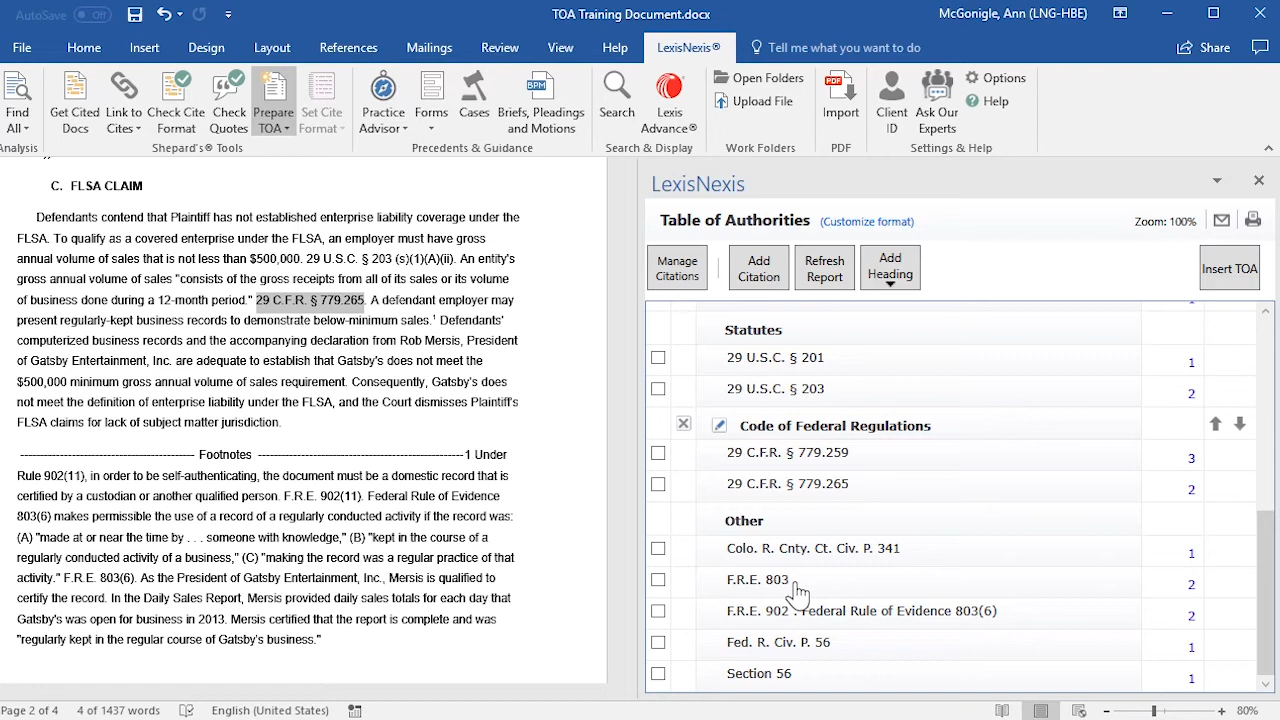 AutoSave
TOA Training Document.docx
McGonigle, Ann (LNG-HBE)
File Home Insert Design Layout References Mailings Review View Help LexisNexis® Tell me what you want to do Share
Find All
Get Cited Docs
Link to Cites
Check Cite Format
Check Quotes
Prepare TOA
Set Cite Format
Practice Advisor
Forms
Cases
BPM
Briefs, Pleadings and Motions
Search
Lexis Advance®
Open Folders
Upload File
PDF
Import
Client ID
Ask Our Experts
Options
Help
Analysis
Shepard's® Tools
Precedents & Guidance
Search & Display
Work Folders
PDF
Settings & Help
C. FLSA CLAIM
Defendants contend that Plaintiff has not established enterprise liability coverage under the
FLSA. To qualify as a covered enterprise under the FLSA, an employer must have gross
annual volume of sales that is not less than $500,000. 29 U.S.C. § 203 (s)(1)(A)(ii). An entity's
gross annual volume of sales "consists of the gross receipts from all of its sales or its volume
of business done during a 12-month period." 29 C.F.R. § 779.265. A defendant employer may
present regularly-kept business records to demonstrate below-minimum sales.1 Defendants'
computerized business records and the accompanying declaration from Rob Mersis, President
of Gatsby Entertainment, Inc. are adequate to establish that Gatsby's does not meet the
$500,000 minimum gross annual volume of sales requirement. Consequently, Gatsby's does
not meet the definition of enterprise liability under the FLSA, and the Court dismisses Plaintiff's
FLSA claims for lack of subject matter jurisdiction.
------------------------------------------ Footnotes ------------------------------------------1 Under
Rule 902(11), in order to be self-authenticating, the document must be a domestic record that is
certified by a custodian or another qualified person. F.R.E. 902(11). Federal Rule of Evidence
803(6) makes permissible the use of a record of a regularly conducted activity if the record was:
(A) "made at or near the time by . . . someone with knowledge," (B) "kept in the course of a
regularly conducted activity of a business," (C) "making the record was a regular practice of that
activity." F.R.E. 803(6). As the President of Gatsby Entertainment, Inc., Mersis is qualified to
certify the record. In the Daily Sales Report, Mersis provided daily sales totals for each day that
Gatsby's was open for business in 2013. Mersis certified that the report is complete and was
"regularly kept in the regular course of Gatsby's business."
LexisNexis
Table of Authorities (Customize format) Zoom: 100%
Manage Citations
Add Citation
Refresh Report
Add Heading
Insert TOA
Statutes
29 U.S.C. § 201 1
29 U.S.C. § 203 2
Code of Federal Regulations
29 C.F.R. § 779.259 3
29 C.F.R. § 779.265 2
Other
Colo. R. Cnty. Ct. Civ. P. 341 1
F.R.E. 803 2
F.R.E. 902 Federal Rule of Evidence 803(6) 2
Fed. R. Civ. P. 56 1
Section 56 1
Page 2 of 4 4 of 1437 words English (United States) 80%